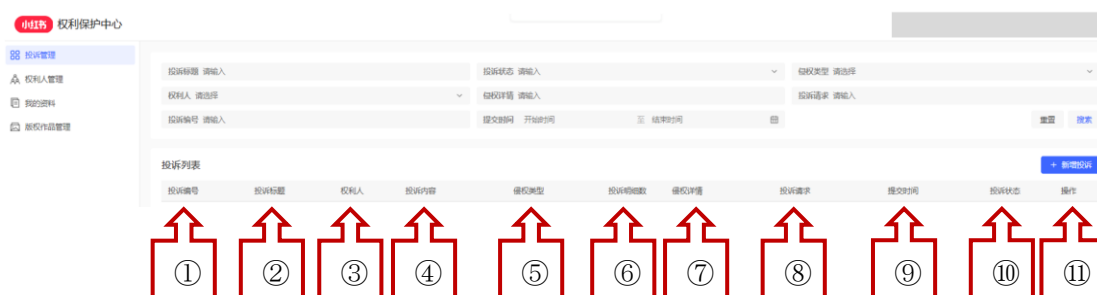 小红书 权利保护中心
投诉管理
权利人管理
我的资料
版权作品管理
投诉标题 请输入 投诉状态 请输入 侵权类型 请选择
权利人 请选择 侵权详情 请输入 投诉请求 请输入
投诉编号 请输入 提交时间 开始时间 至 结束时间 重置 搜索
投诉列表 + 新增投诉
投诉编号 投诉标题 权利人 投诉内容 侵权类型 投诉明细数 侵权详情 投诉请求 提交时间 投诉状态 操作
① ② ③ ④ ⑤ ⑥ ⑦ ⑧ ⑨ ⑩ ⑪